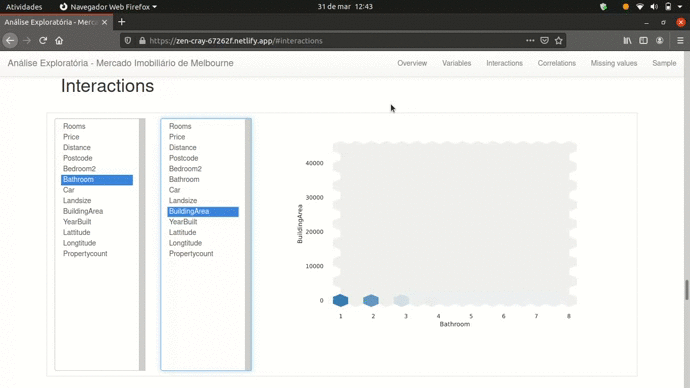 Atividades Navegador Web FireFox 31 de mar 12:43
Análise Exploratória - Merca
https://zen-cray-67262f.netlify.app/#interactions
Análise Exploratória - Mercado Imobiliário de Melbourne Overview Variables Interactions Correlations Missing values Sample
Interactions
Rooms
Price
Distance
Postcode
Bedroom2
Bathroom
Car
Landsize
BuildingArea
YearBuilt
Lattitude
Longtitude
Propertycount
Rooms
Price
Distance
Postcode
Bedroom2
Bathroom
Car
Landsize
BuildingArea
YearBuilt
Lattitude
Longtitude
Propertycount
BuildingArea
40000
30000
20000
10000
0
1 2 3 4 5 6 7 8
Bathroom